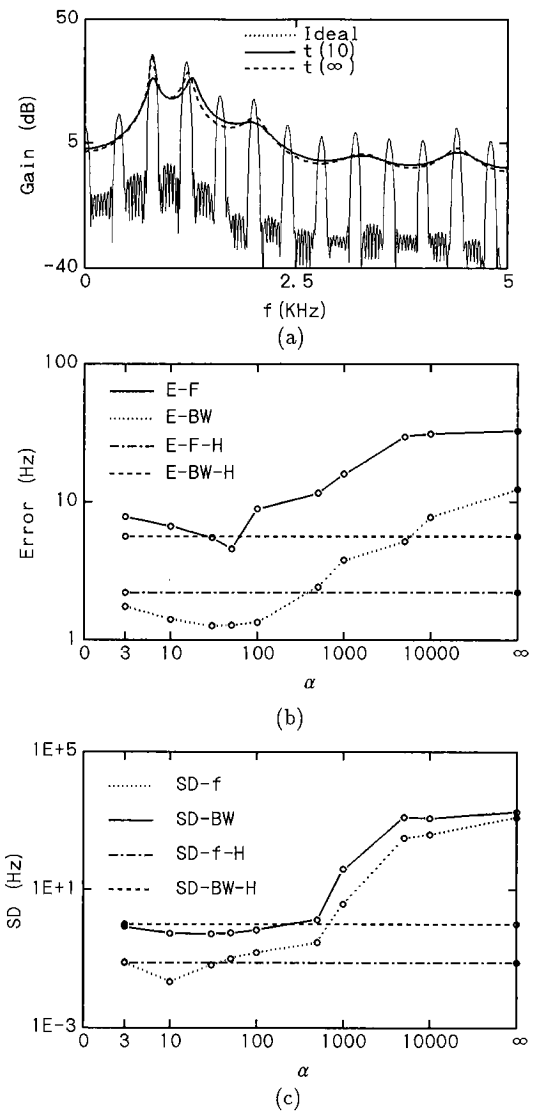 50
Ideal
t(10)
t(∞)
Gain (dB)
5
-40
0
2.5
5
f(KHz)
(a)
100
E-F
E-BW
E-F-H
E-BW-H
Error (Hz)
10
1
0 3 10 100 1000 10000 ∞
α
(b)
1E+5
SD-f
SD-BW
SD-f-H
SD-BW-H
SD (Hz)
1E+1
1E-3
0 3 10 100 1000 10000 ∞
α
(c)